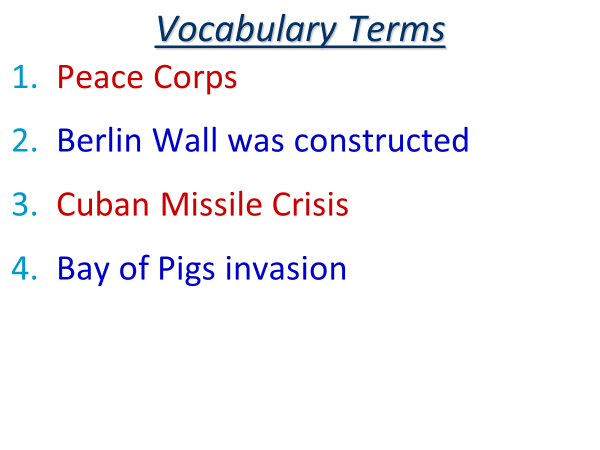 Vocabulary Terms
1. Peace Corps
2. Berlin Wall was constructed
3. Cuban Missile Crisis
4. Bay of Pigs invasion